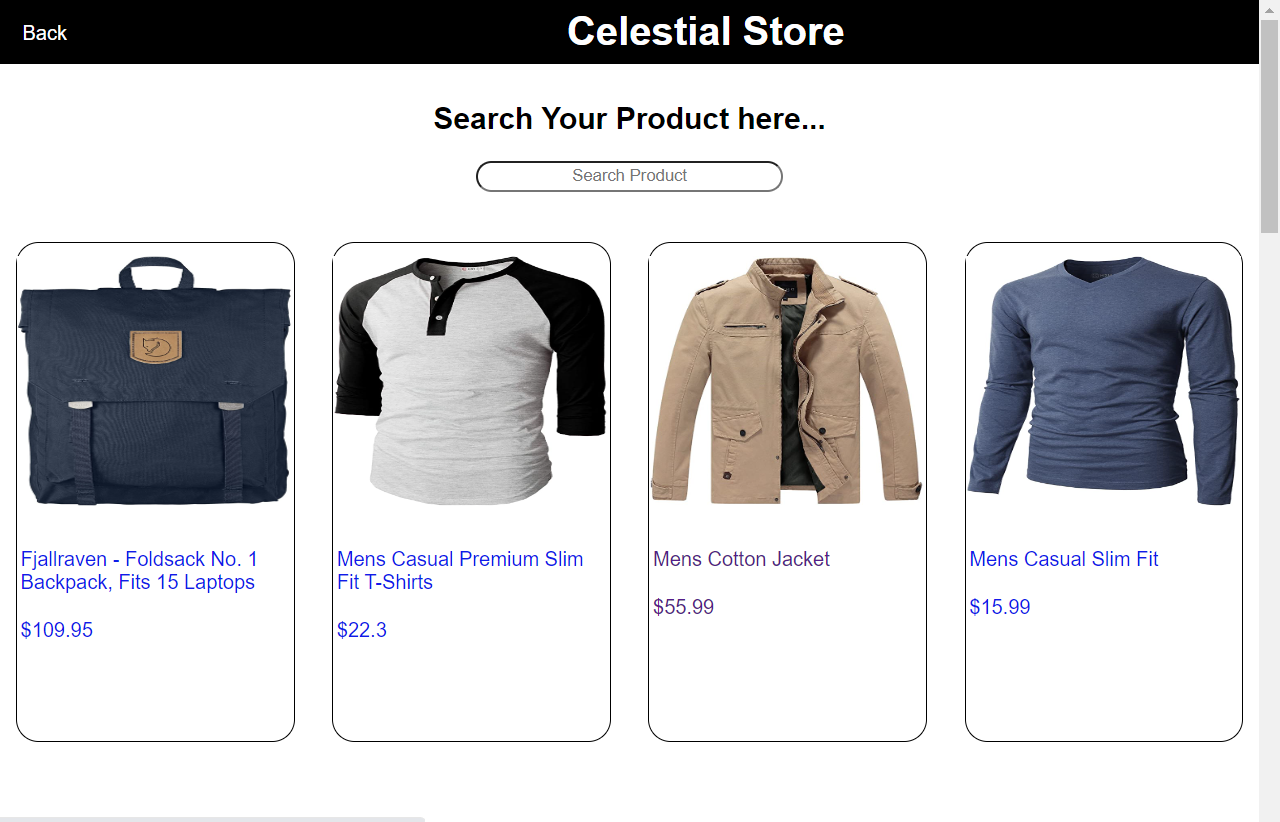 Back
Celestial Store
Search Your Product here...
Search Product
Fjallraven - Foldsack No. 1
Backpack, Fits 15 Laptops
$109.95
Mens Casual Premium Slim
Fit T-Shirts
$22.3
Mens Cotton Jacket
$55.99
Mens Casual Slim Fit
$15.99